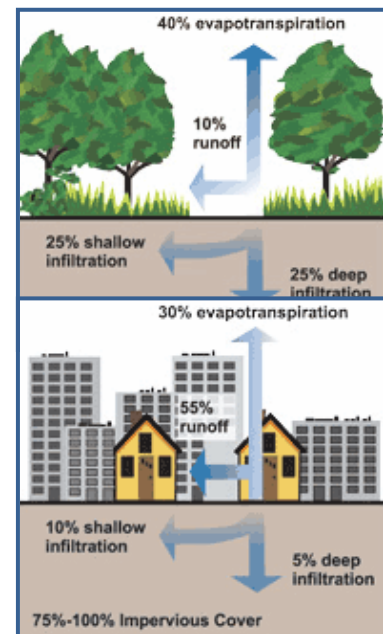 40% evapotranspiration
10%
runoff
25% shallow
infiltration
25% deep
infiltration
30% evapotranspiration
55%
runoff
10% shallow
infiltration
5% deep
infiltration
75%-100% Impervious Cover